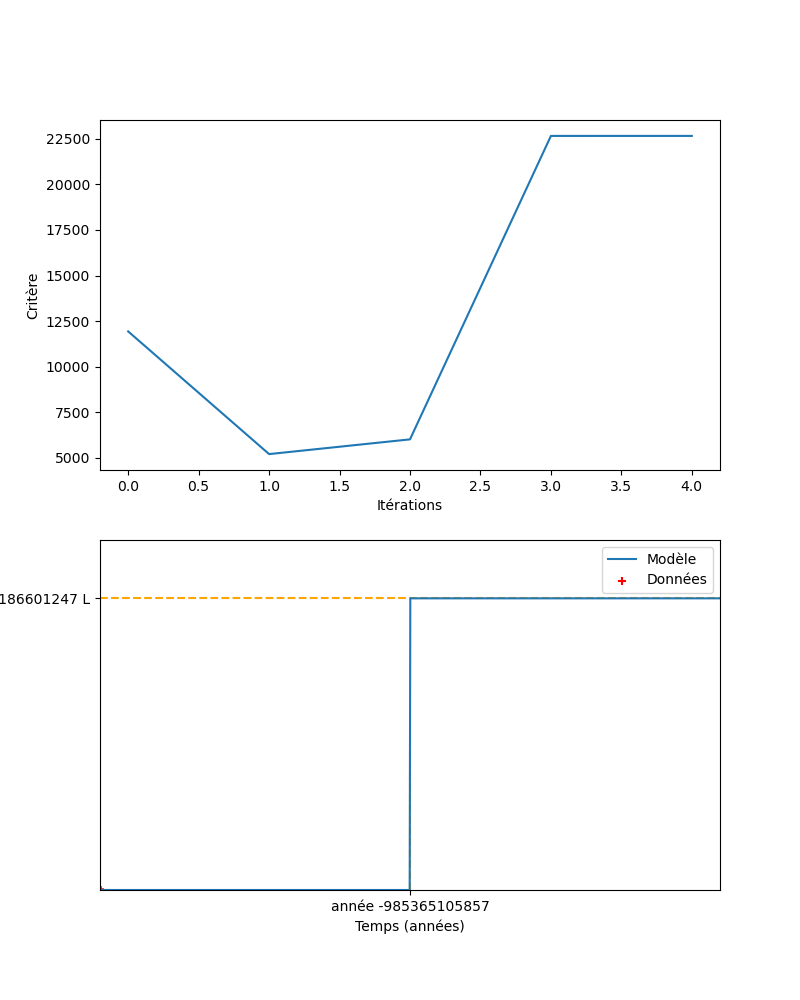 22500
20000
17500
15000
12500
10000
7500
5000
Critère
0.0 0.5 1.0 1.5 2.0 2.5 3.0 3.5 4.0
Itérations
Modèle
Données
186601247 L
année -985365105857
Temps (années)